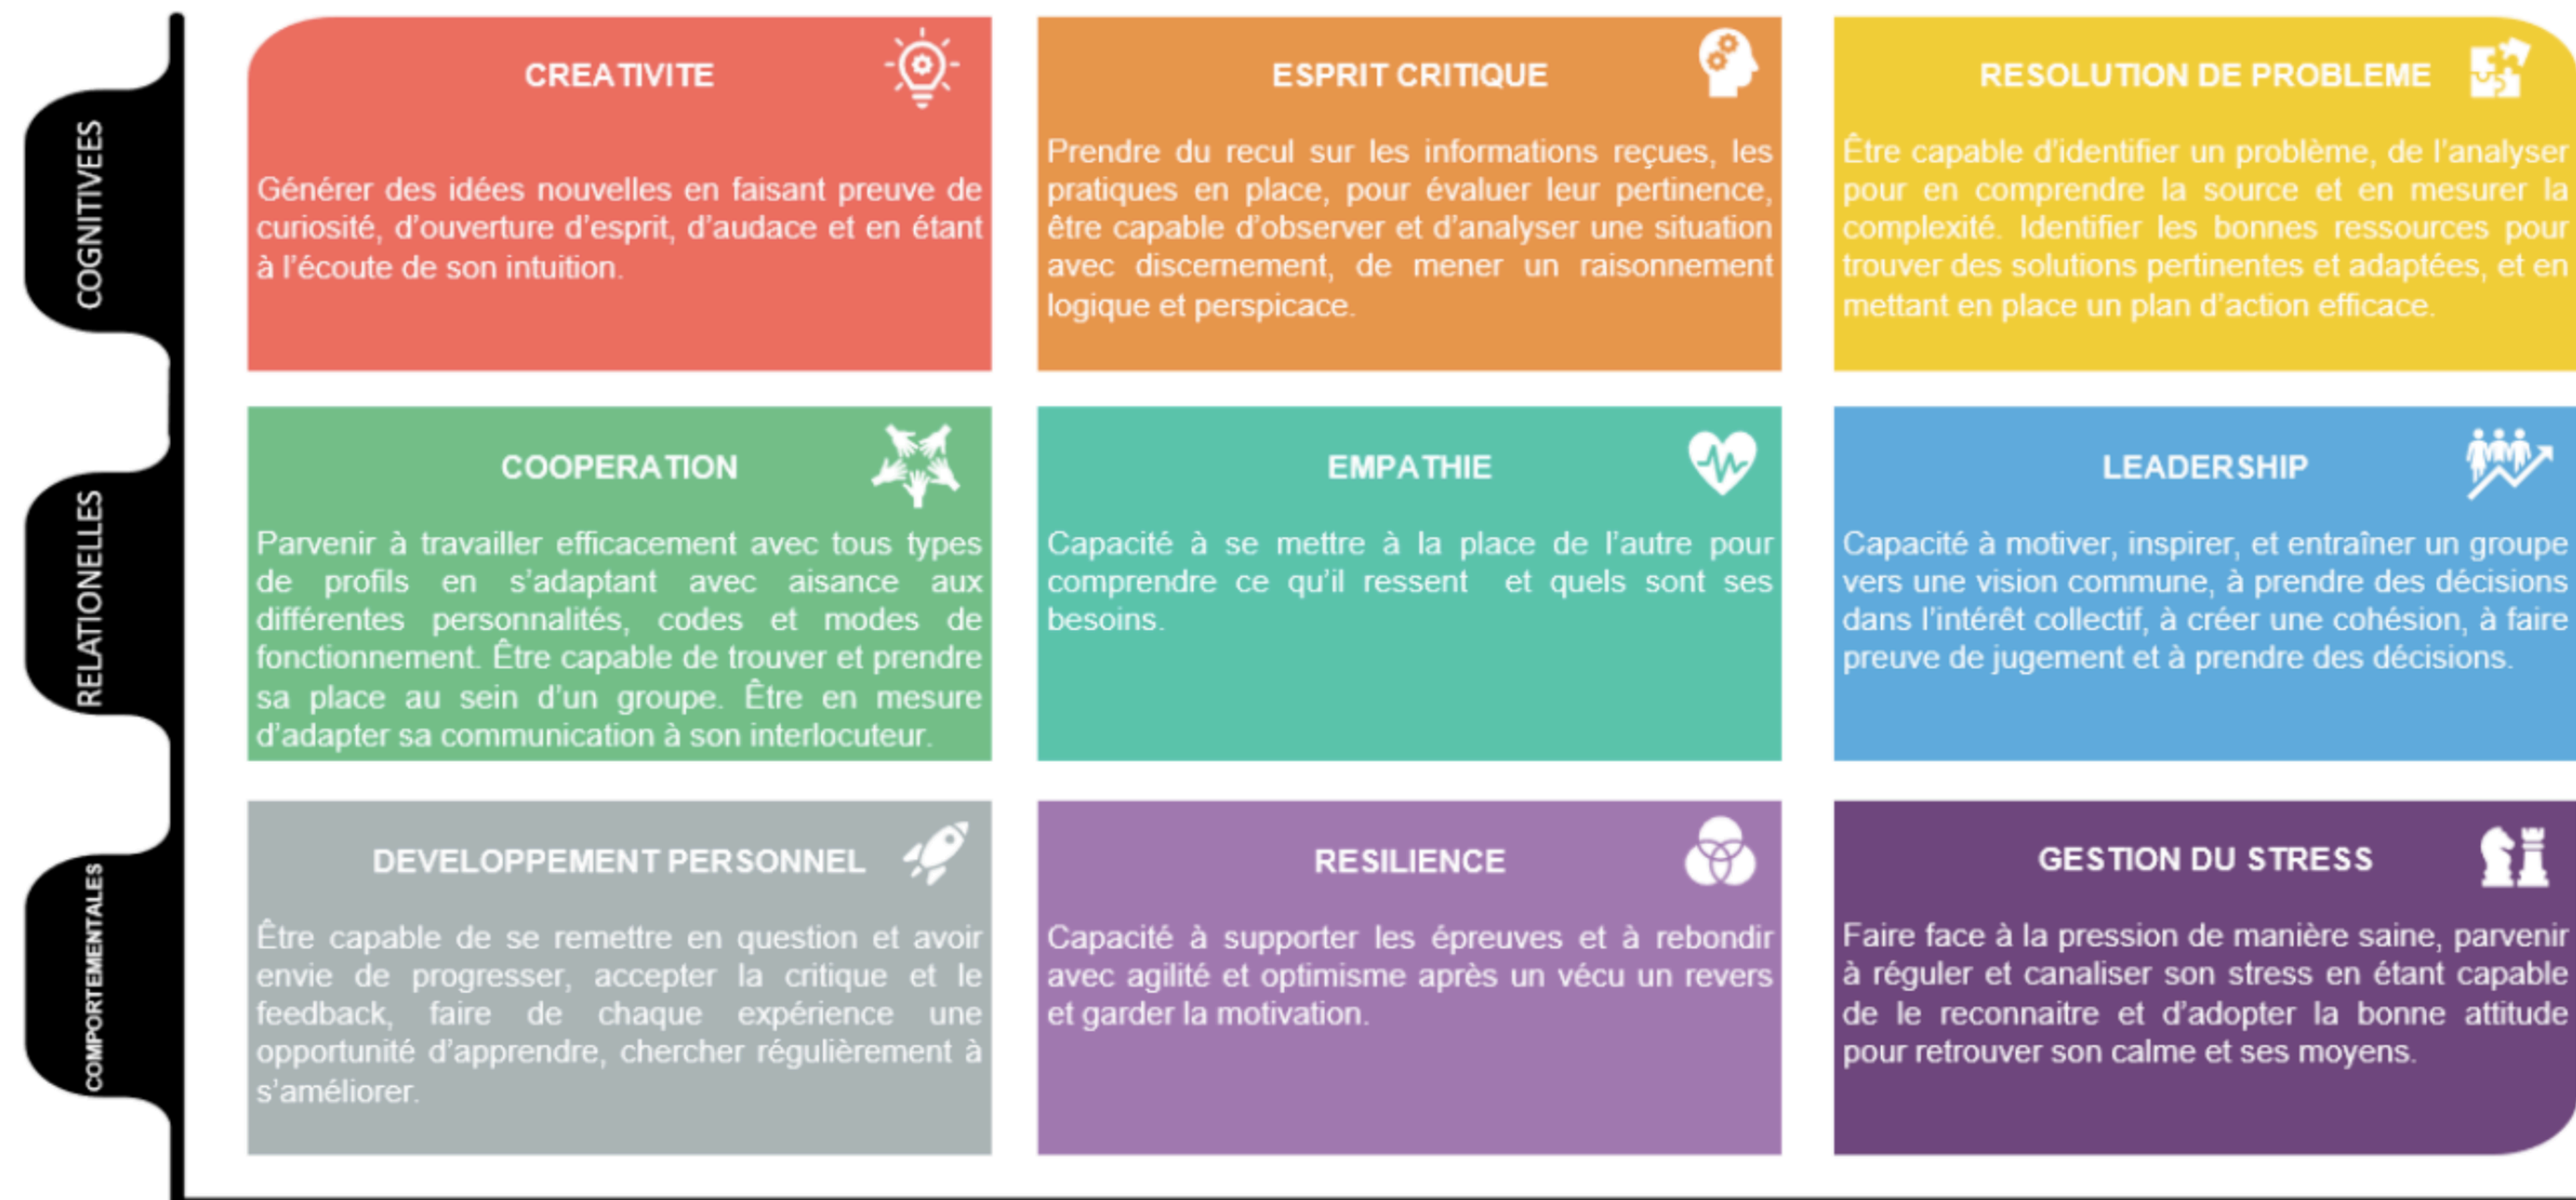 COGNITIVEES
CREATIVITE
Générer des idées nouvelles en faisant preuve de
curiosité, d'ouverture d'esprit, d'audace et en étant
à l'écoute de son intuition.
ESPRIT CRITIQUE
Prendre du recul sur les informations reçues, les
pratiques en place, pour évaluer leur pertinence,
être capable d'observer et d'analyser une situation
avec discernement, de mener un raisonnement
logique et perspicace.
RESOLUTION DE PROBLEME
Être capable d'identifier un problème, de l'analyser
pour en comprendre la source et en mesurer la
complexité. Identifier les bonnes ressources pour
trouver des solutions pertinentes et adaptées, et en
mettant en place un plan d'action efficace.
RELATIONELLES
COOPERATION
Parvenir à travailler efficacement avec tous types
de profils en s'adaptant avec aisance aux
différentes personnalités, codes et modes de
fonctionnement. Être capable de trouver et prendre
sa place au sein d'un groupe. Être en mesure
d'adapter sa communication à son interlocuteur.
EMPATHIE
Capacité à se mettre à la place de l'autre pour
comprendre ce qu'il ressent et quels sont ses
besoins.
LEADERSHIP
Capacité à motiver, inspirer, et entraîner un groupe
vers une vision commune, à prendre des décisions
dans l'intérêt collectif, à créer une cohésion, à faire
preuve de jugement et à prendre des décisions.
COMPORTEMENTALES
DEVELOPPEMENT PERSONNEL
Être capable de se remettre en question et avoir
envie de progresser, accepter la critique et le
feedback, faire de chaque expérience une
opportunité d'apprendre, chercher régulièrement à
s'améliorer.
RESILIENCE
Capacité à supporter les épreuves et à rebondir
avec agilité et optimisme après un vécu un revers
et garder la motivation.
GESTION DU STRESS
Faire face à la pression de manière saine, parvenir
à réguler et canaliser son stress en étant capable
de le reconnaitre et d'adopter la bonne attitude
pour retrouver son calme et ses moyens.